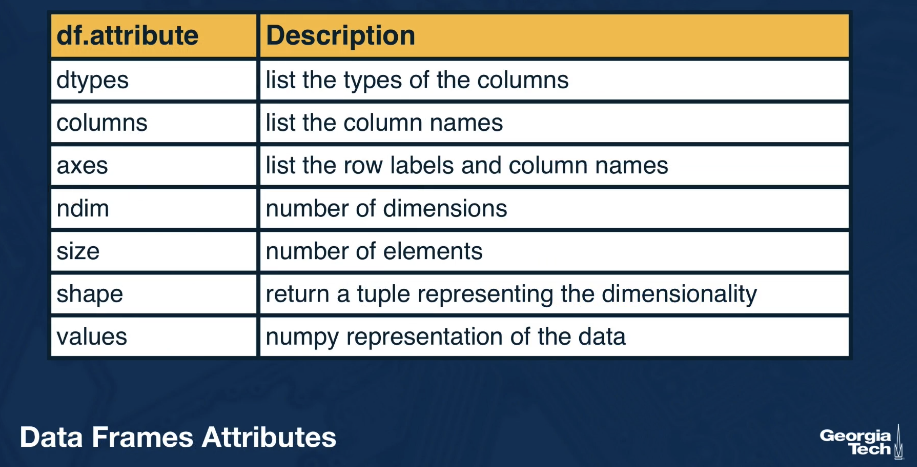 df.attribute Description
dtypes list the types of the columns
columns list the column names
axes list the row labels and column names
ndim number of dimensions
size number of elements
shape return a tuple representing the dimensionality
values numpy representation of the data
Data Frames Attributes
Georgia
Tech